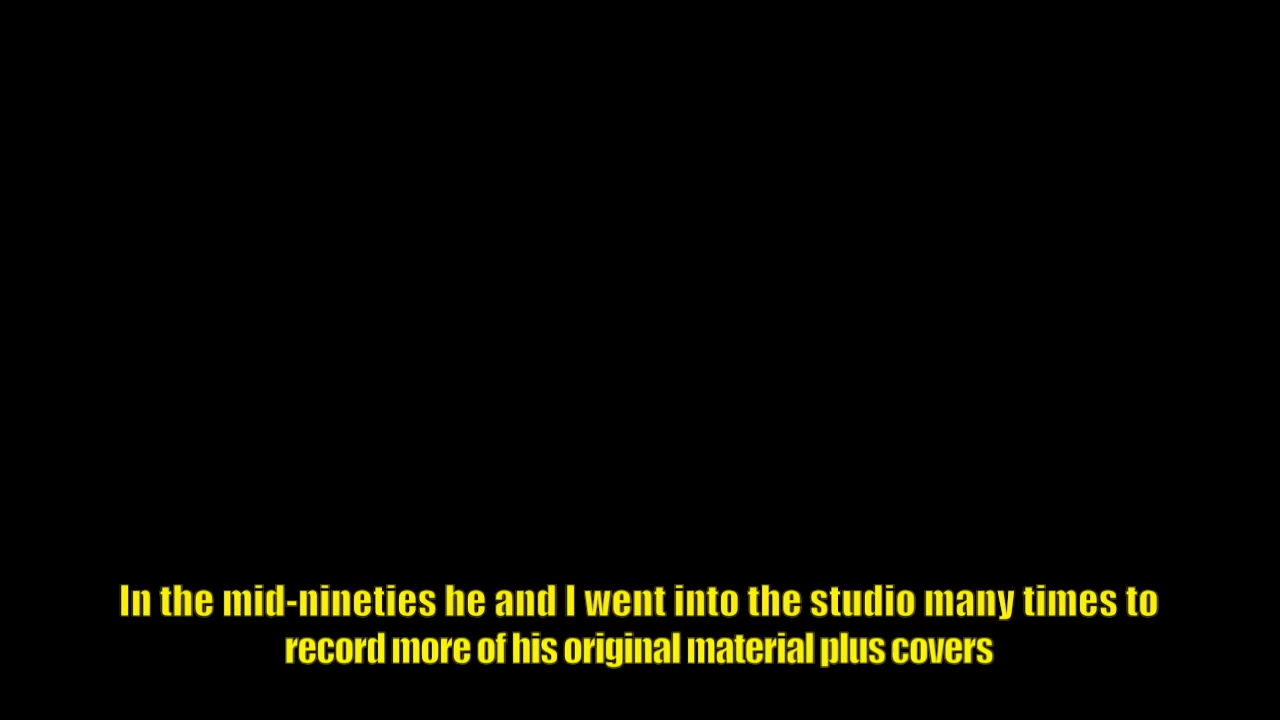 In the mid-nineties he and I went into the studio many times to
record more of his original material plus covers